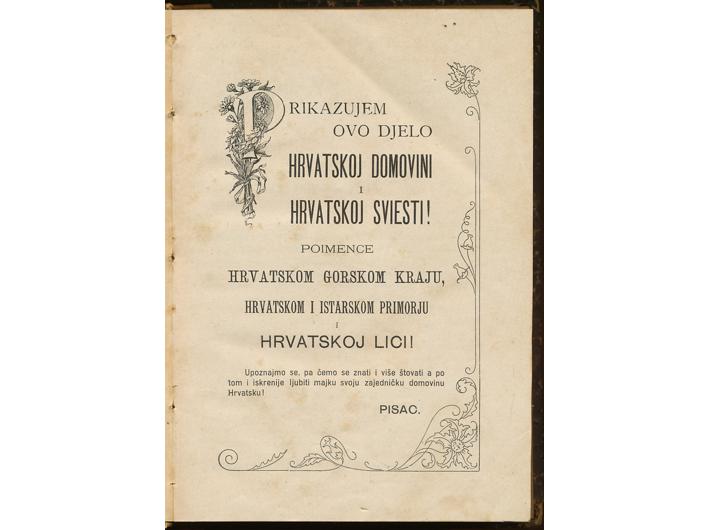 PRIKAZUJEM
OVO DJELO
HRVATSKOJ DOMOVINI
I
HRVATSKOJ SVIESTI!
POIMENCE
HRVATSKOM GORSKOM KRAJU,
HRVATSKOM I ISTARSKOM PRIMORJU
I
HRVATSKOJ LICI!
Upoznajmo se, pa ćemo se znati i više štovati a po
tom i iskrenije ljubiti majku svoju zajedničku domovinu
Hrvatsku!
PISAC.